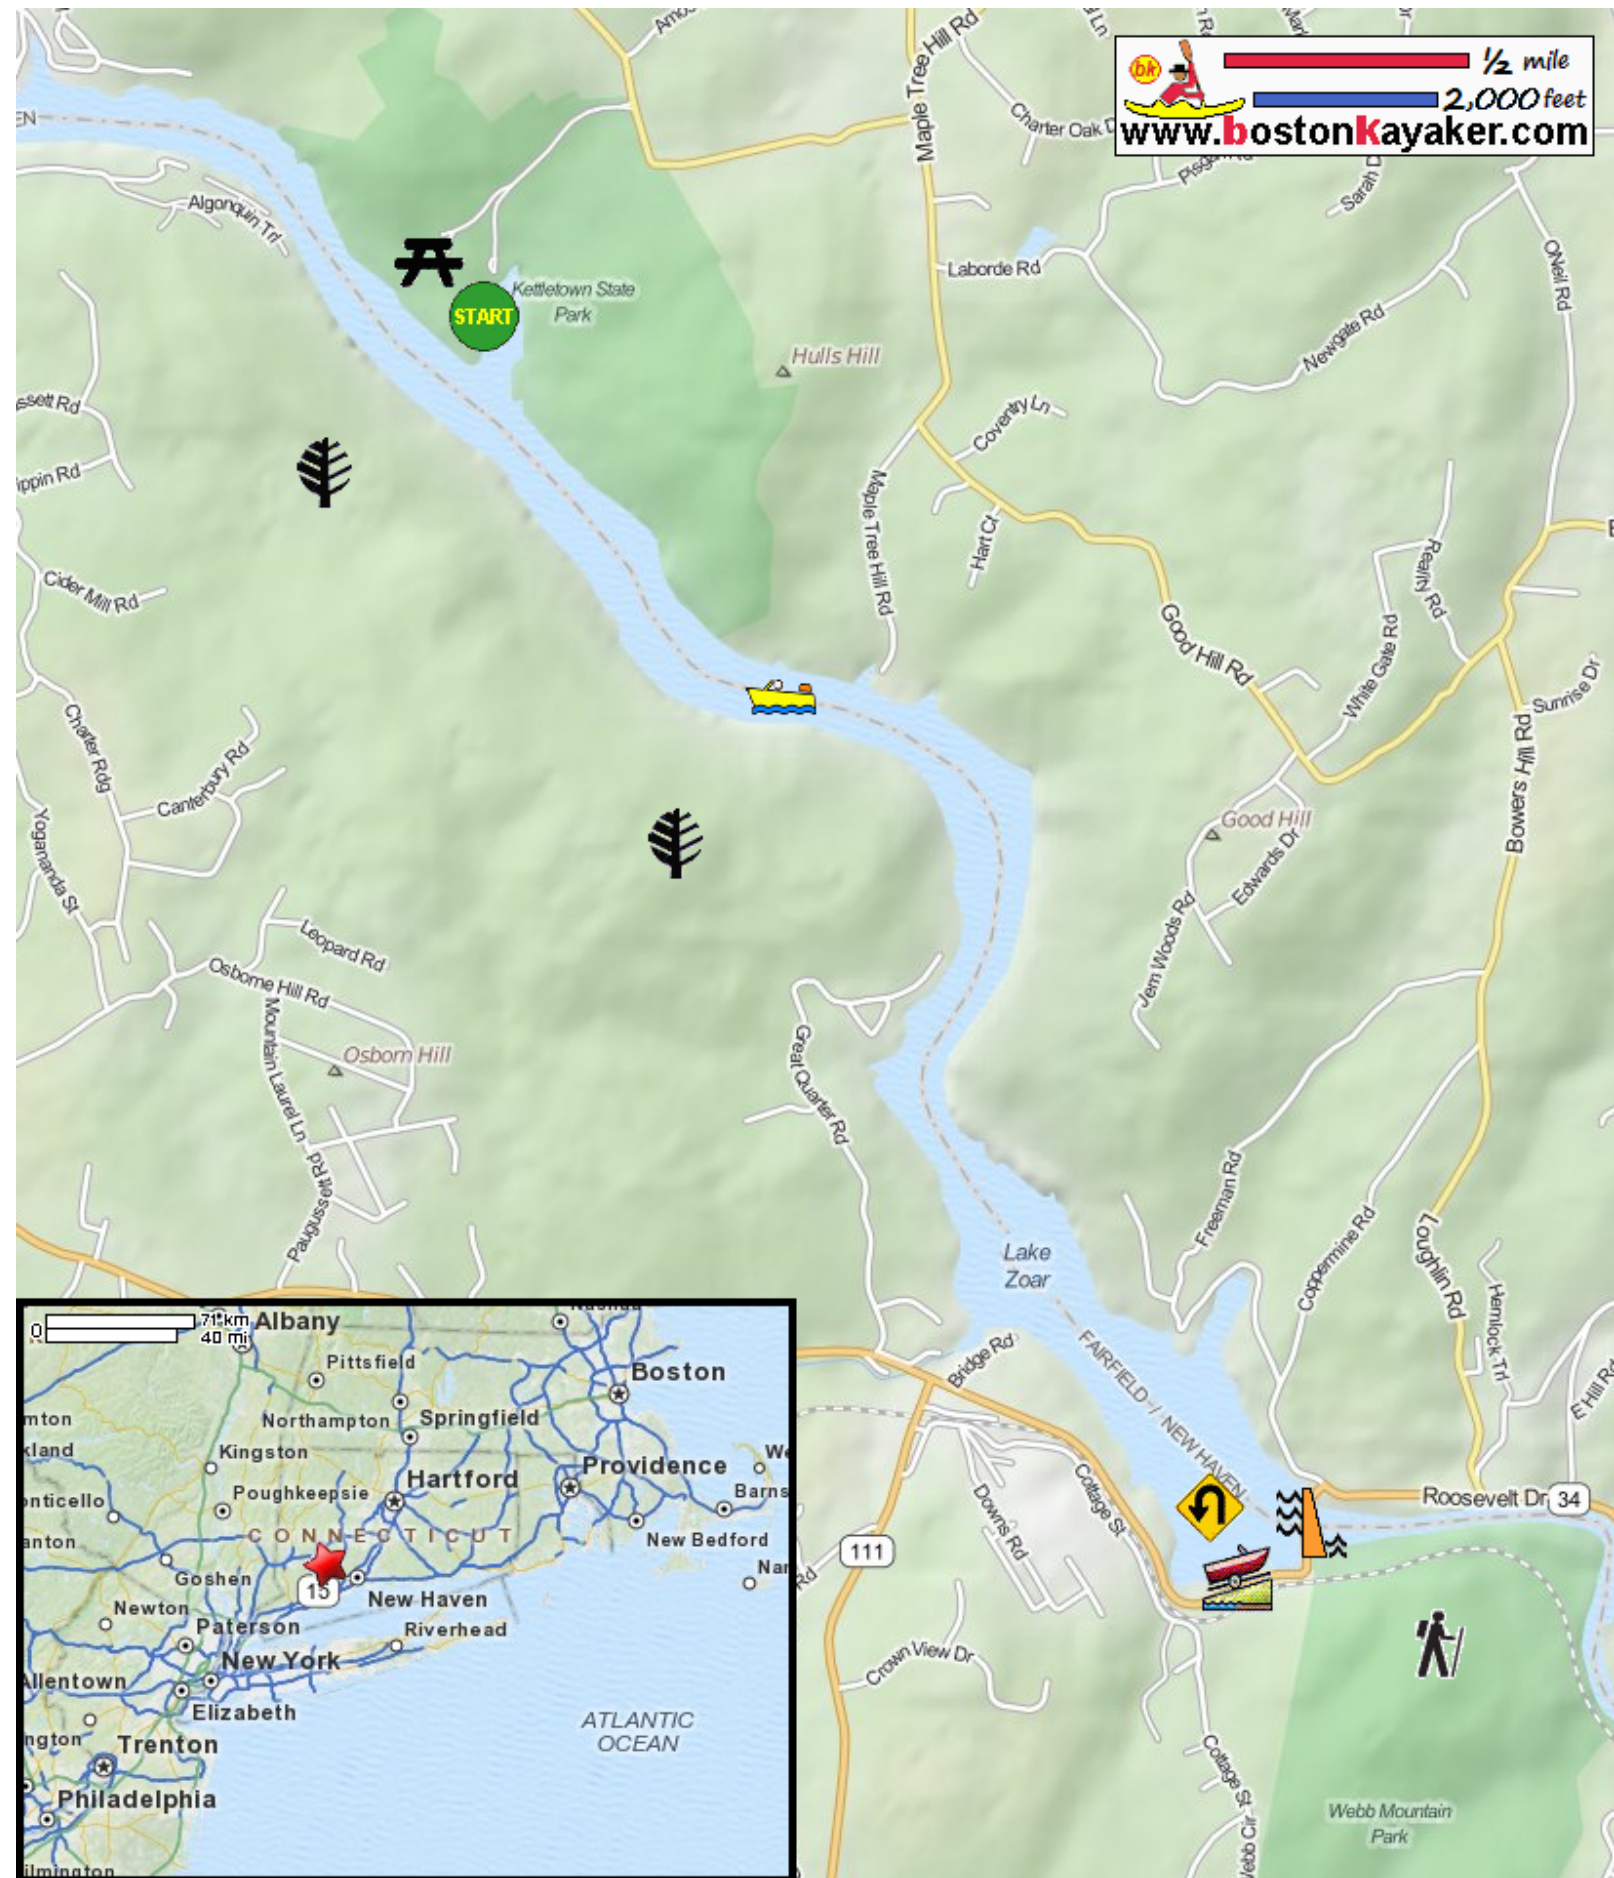 bk
½ mile
2,000 feet
www.bostonKayaker.com
Maple Tree Hill Rd
Charter Oak D
Sarah D
ONeil Rd
Algonquin Trl
Laborde Rd
Kettletown State
Park
START
Newgate Rd
Hulls Hill
ssett Rd
Coventry Ln
ippin Rd
Maple Tree Hill Rd
Hart Ct
Realty Rd
Cider Mill Rd
Good Hill Rd
White Gate Rd
Sunrise Dr
Charter Rdg
Canterbury Rd
Bowers Hill Rd
Yogananda St
Good Hill
Edwards Dr
Jem Woods Rd
Leopard Rd
Osborne Hill Rd
Mountain Laurel Ln
Osborn Hill
Great Quarter Rd
Paugussett Rd
Freeman Rd
Coppermine Rd
Loughlin Rd
Lake
Zoar
Hemlock Trl
Bridge Rd
FAIRFIELD / NEW HAVEN
E Hill Rd
Cottage St
Downs Rd
Roosevelt Dr
34
111
Rd
Crown View Dr
Cottage St
Webb Mountain
Park
0
71 km
40 mi
Albany
Pittsfield
Boston
Northampton
Springfield
Kingston
Hartford
Providence
Poughkeepsie
Barns
CONNECTICUT
New Bedford
Goshen
15
New Haven
Newton
Paterson
Riverhead
New York
Allentown
Elizabeth
ATLANTIC
OCEAN
Trenton
Philadelphia